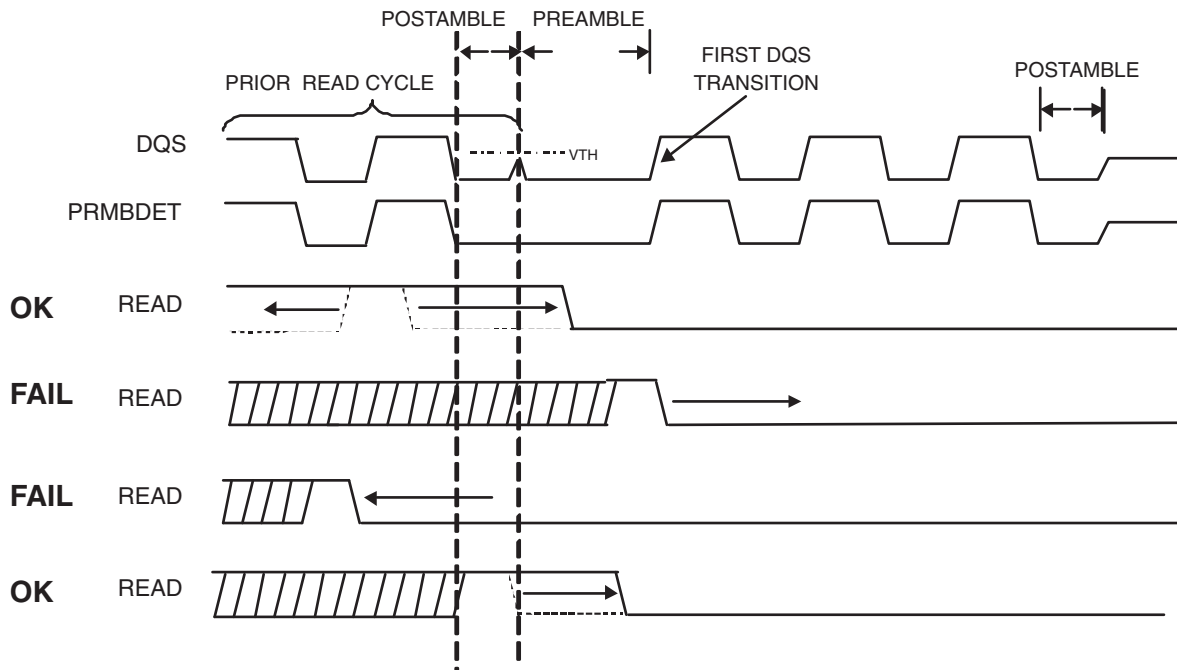 POSTAMBLE PREAMBLE
FIRST DQS
TRANSITION
POSTAMBLE
PRIOR READ CYCLE
DQS
VTH
PRMBDET
OK READ
FAIL READ
FAIL READ
OK READ